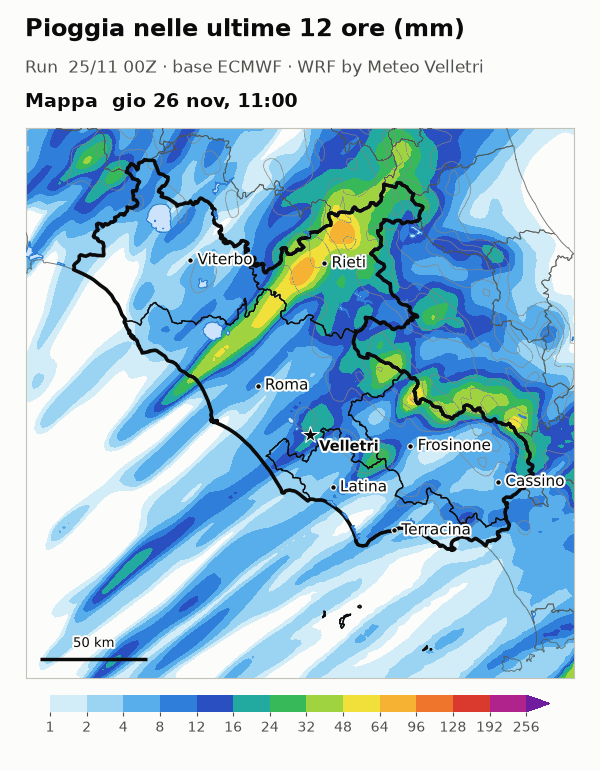 Pioggia nelle ultime 12 ore (mm)
Run  25/11 00Z · base ECMWF · WRF by Meteo Velletri
Mappa  gio 26 nov, 11:00
Viterbo
Rieti
Roma
Velletri
Frosinone
Latina
Cassino
Terracina
50 km
1 2 4 8 12 16 24 32 48 64 96 128 192 256